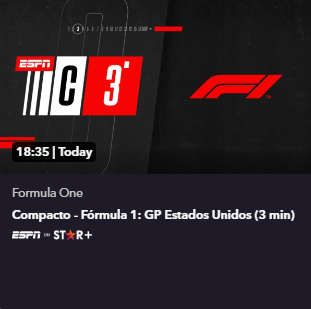 3
ESPN
C 3'
F1
18:35 | Today
Formula One
Compacto - Fórmula 1: GP Estados Unidos (3 min)
ESPN ON STAR+